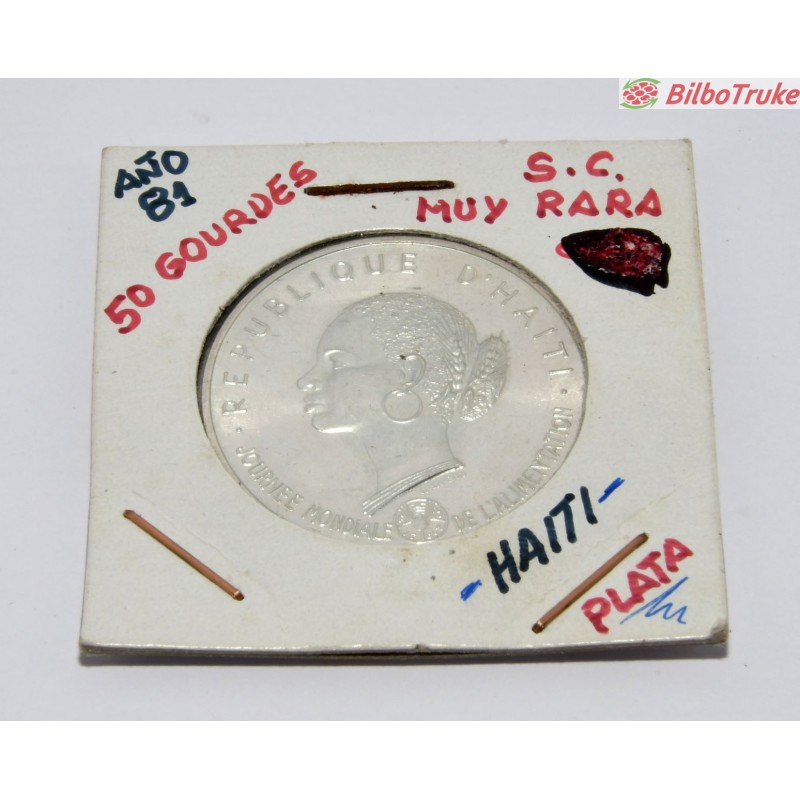 BilboTruke
AÑO
81
50 GOURDES
S.C.
MUY RARA
· REPUBLIQUE D'HAITI ·
JOURNEE MONDIALE DE L'ALIMENTATION
-HAITI-
PLATA